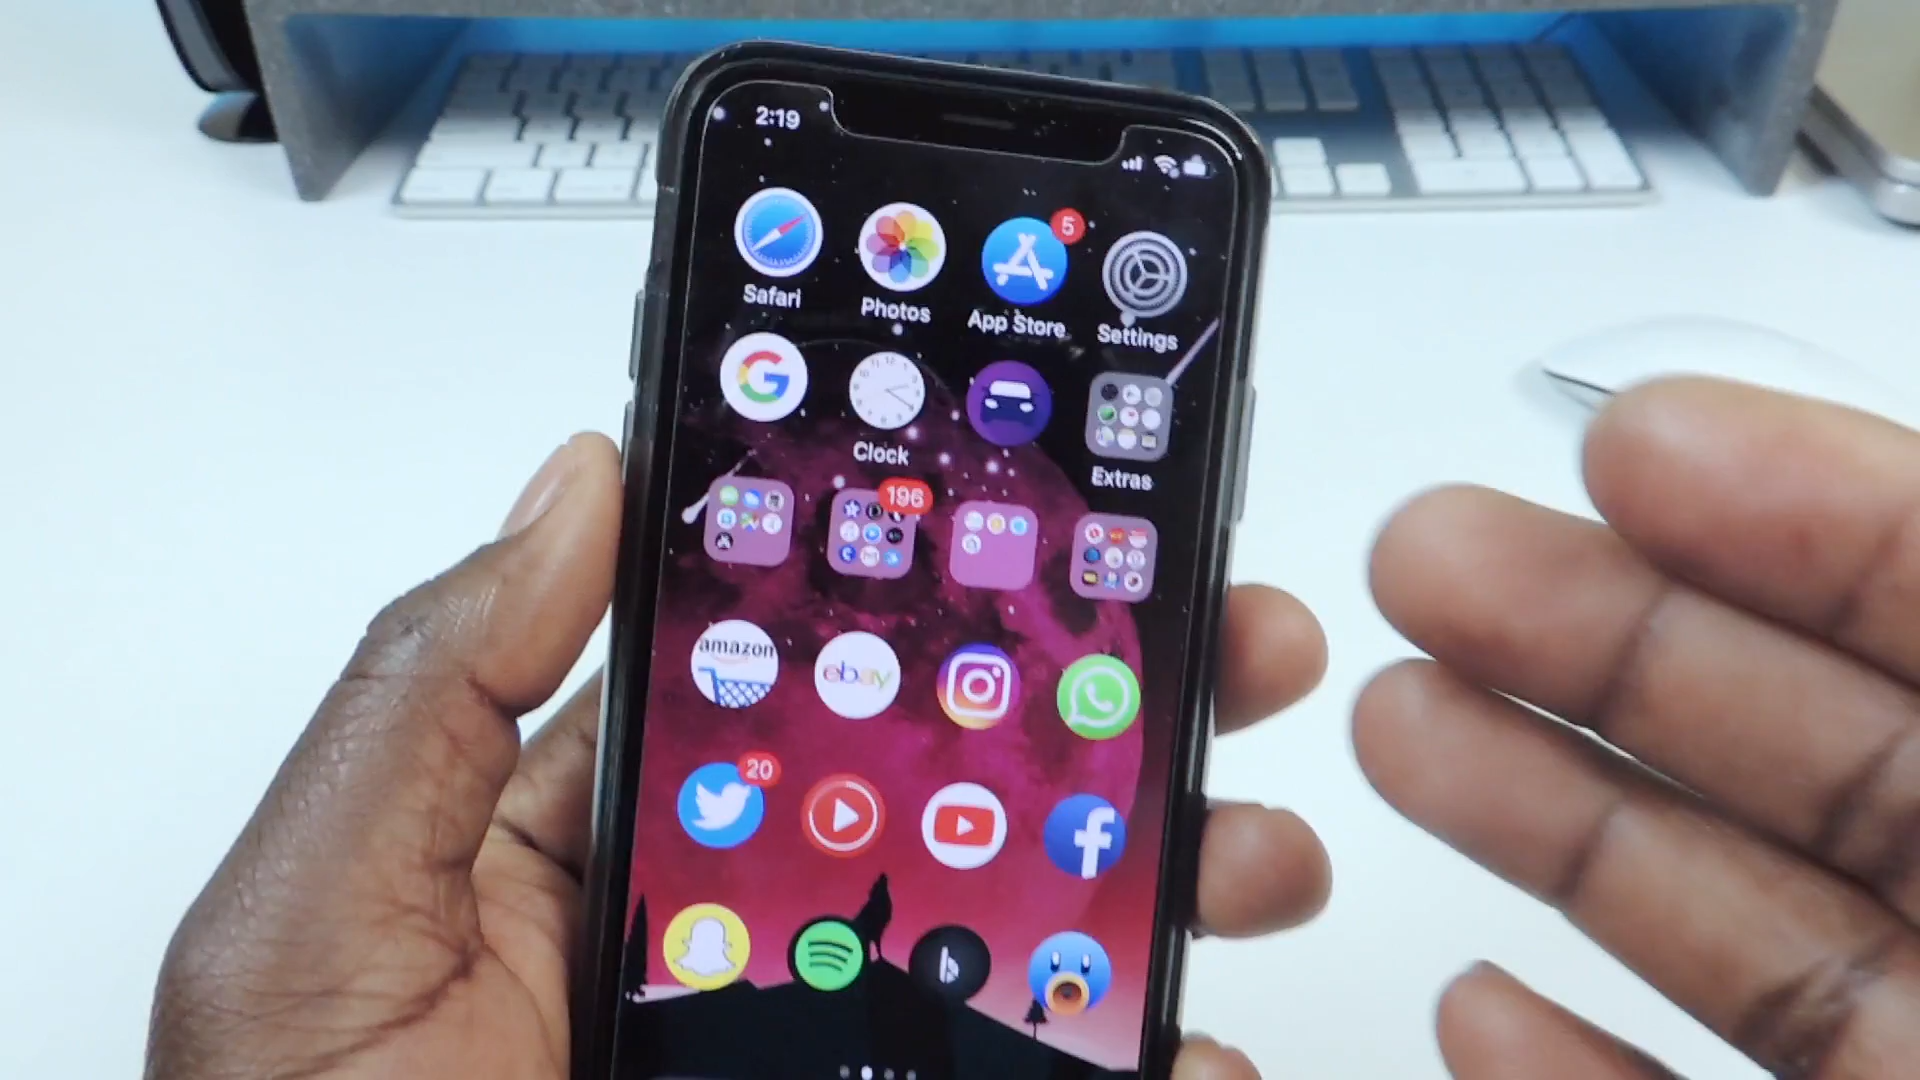 2:19
5
Safari
Photos
App Store
Settings
G
Clock
Extras
196
amazon
ebay
20
f
b